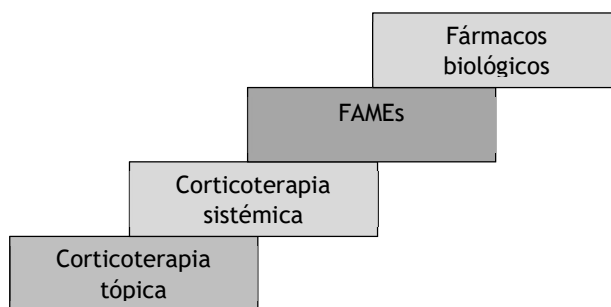 Fármacos
biológicos
FAMEs
Corticoterapia
sistémica
Corticoterapia
tópica